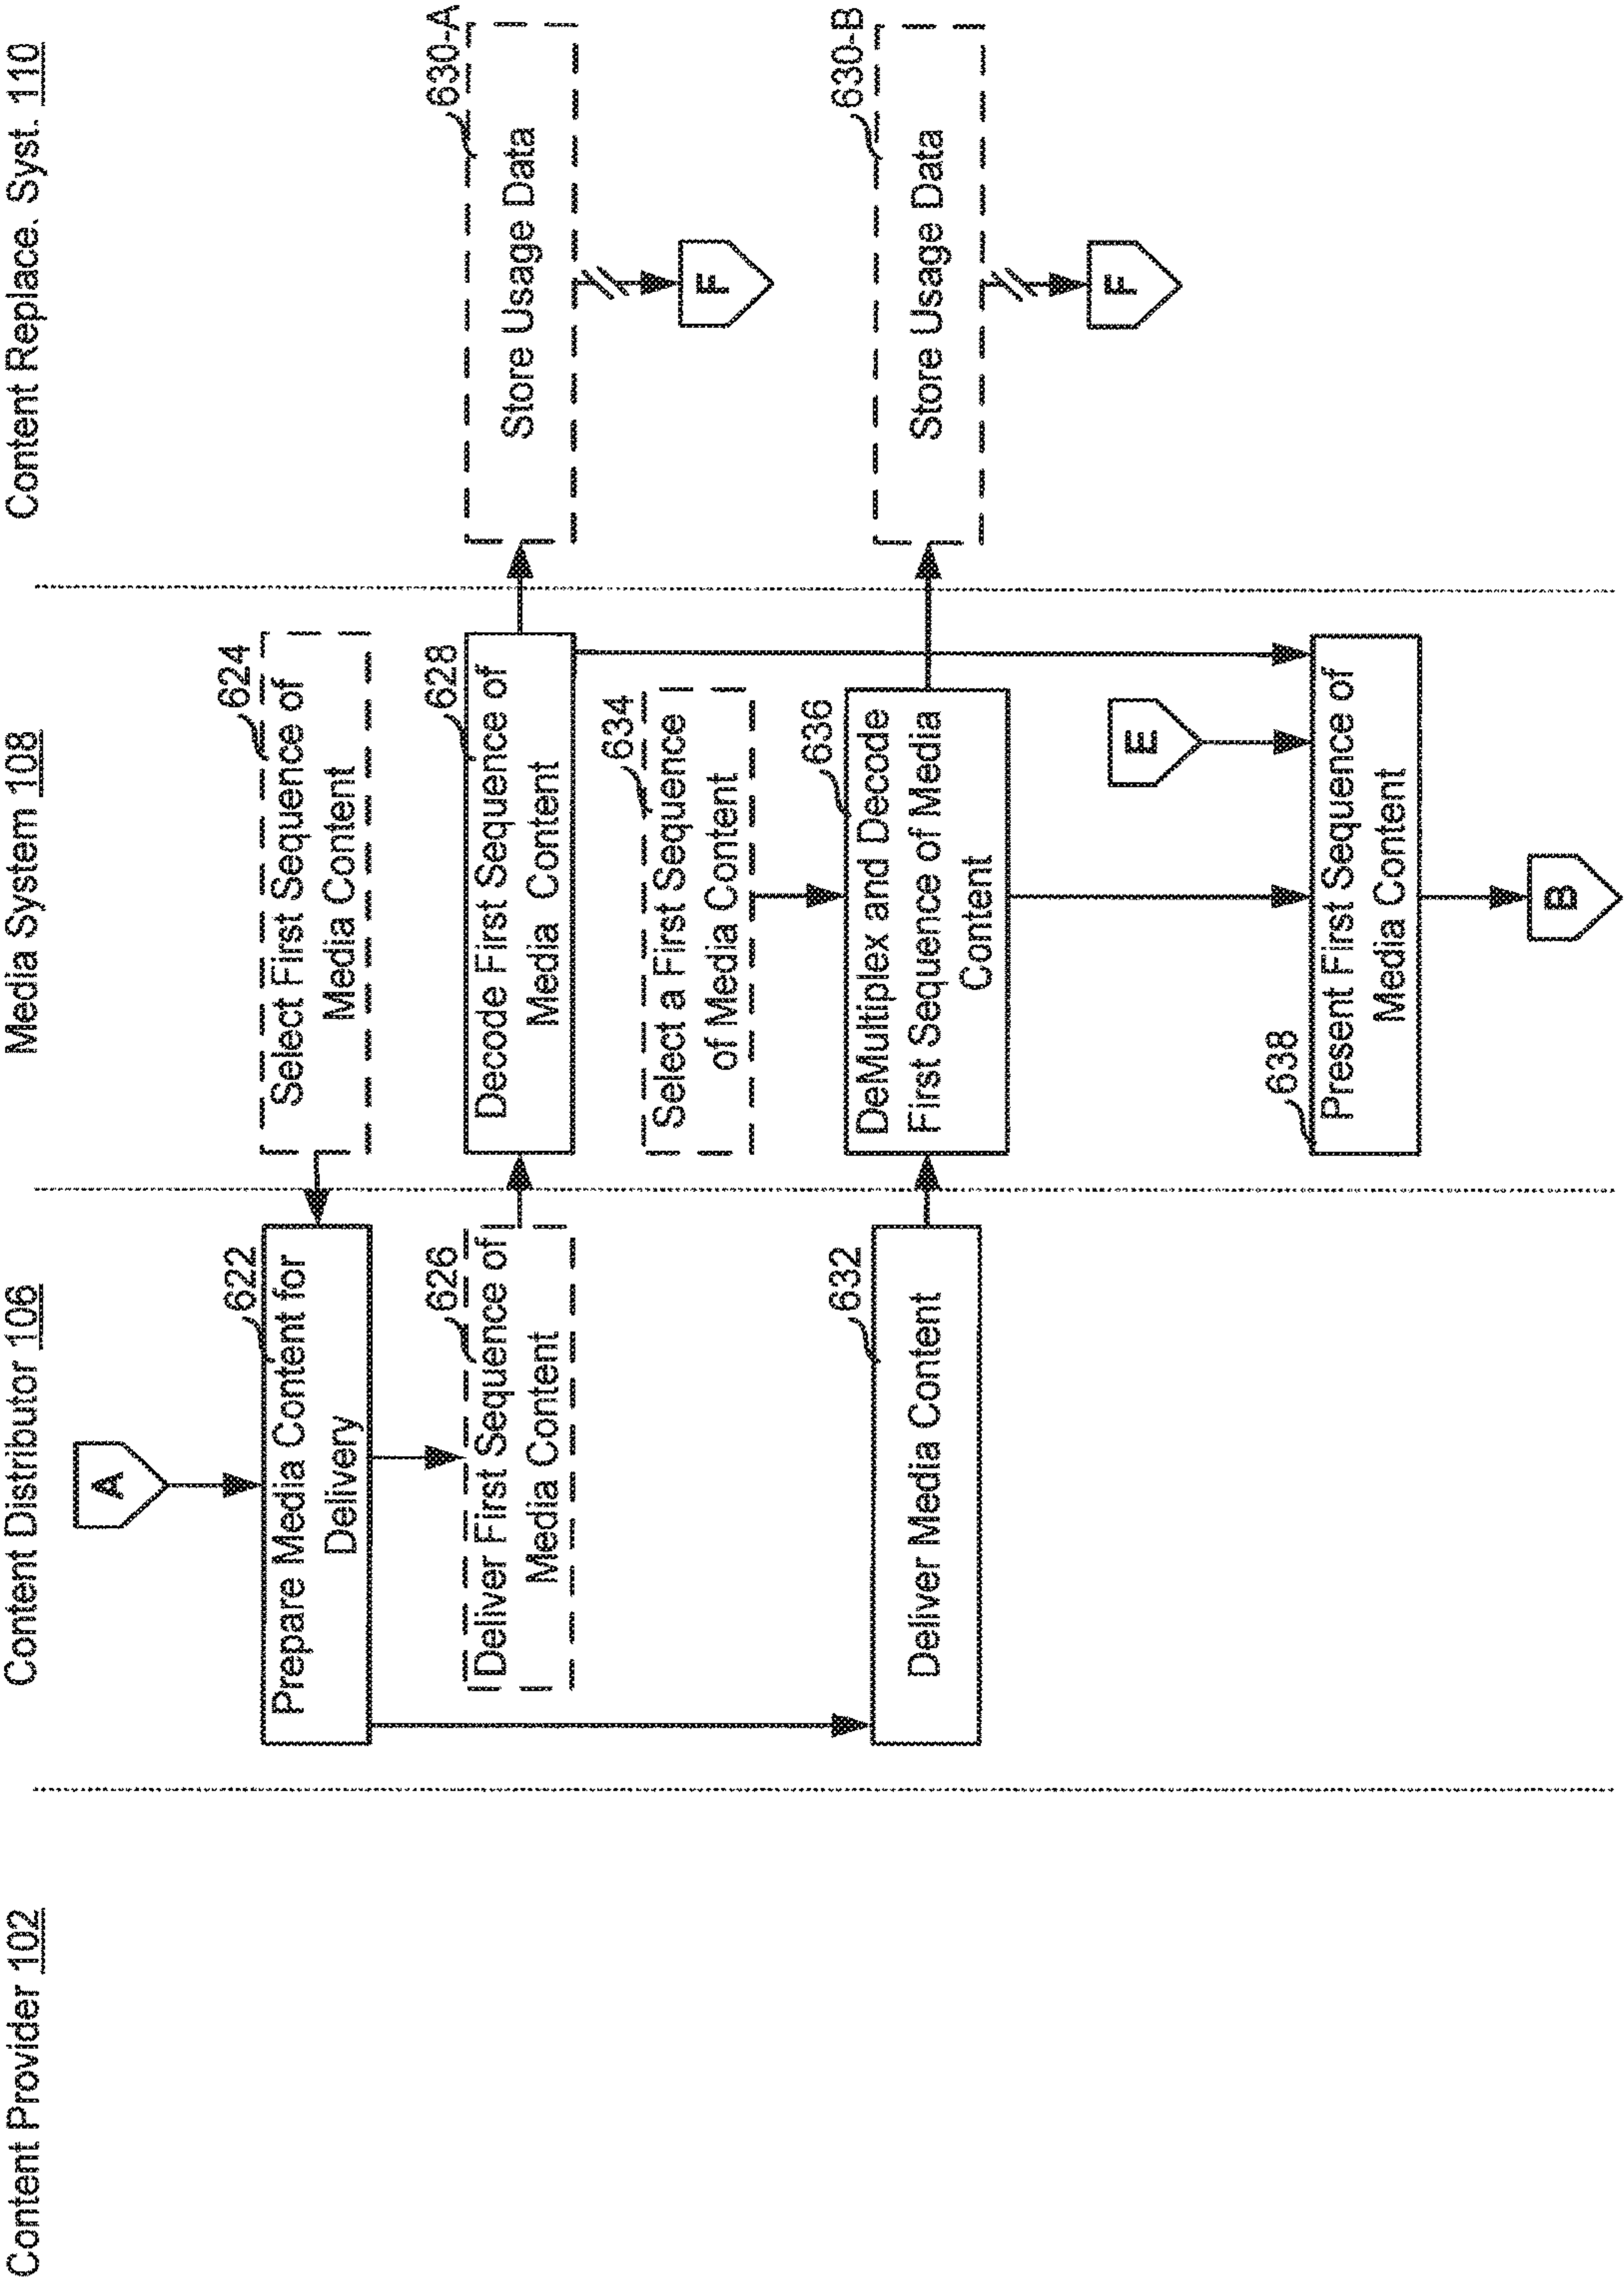 Content Provider 102
Content Distributor 106
Media System 108
Content Replace. Syst. 110
A
622
Prepare Media Content for
Delivery
624
Select First Sequence of
Media Content
626
Deliver First Sequence of
Media Content
628
Decode First Sequence of
Media Content
630-A
Store Usage Data
F
634
Select a First Sequence
of Media Content
632
Deliver Media Content
636
DeMultiplex and Decode
First Sequence of Media
Content
630-B
Store Usage Data
F
E
638
Present First Sequence of
Media Content
B